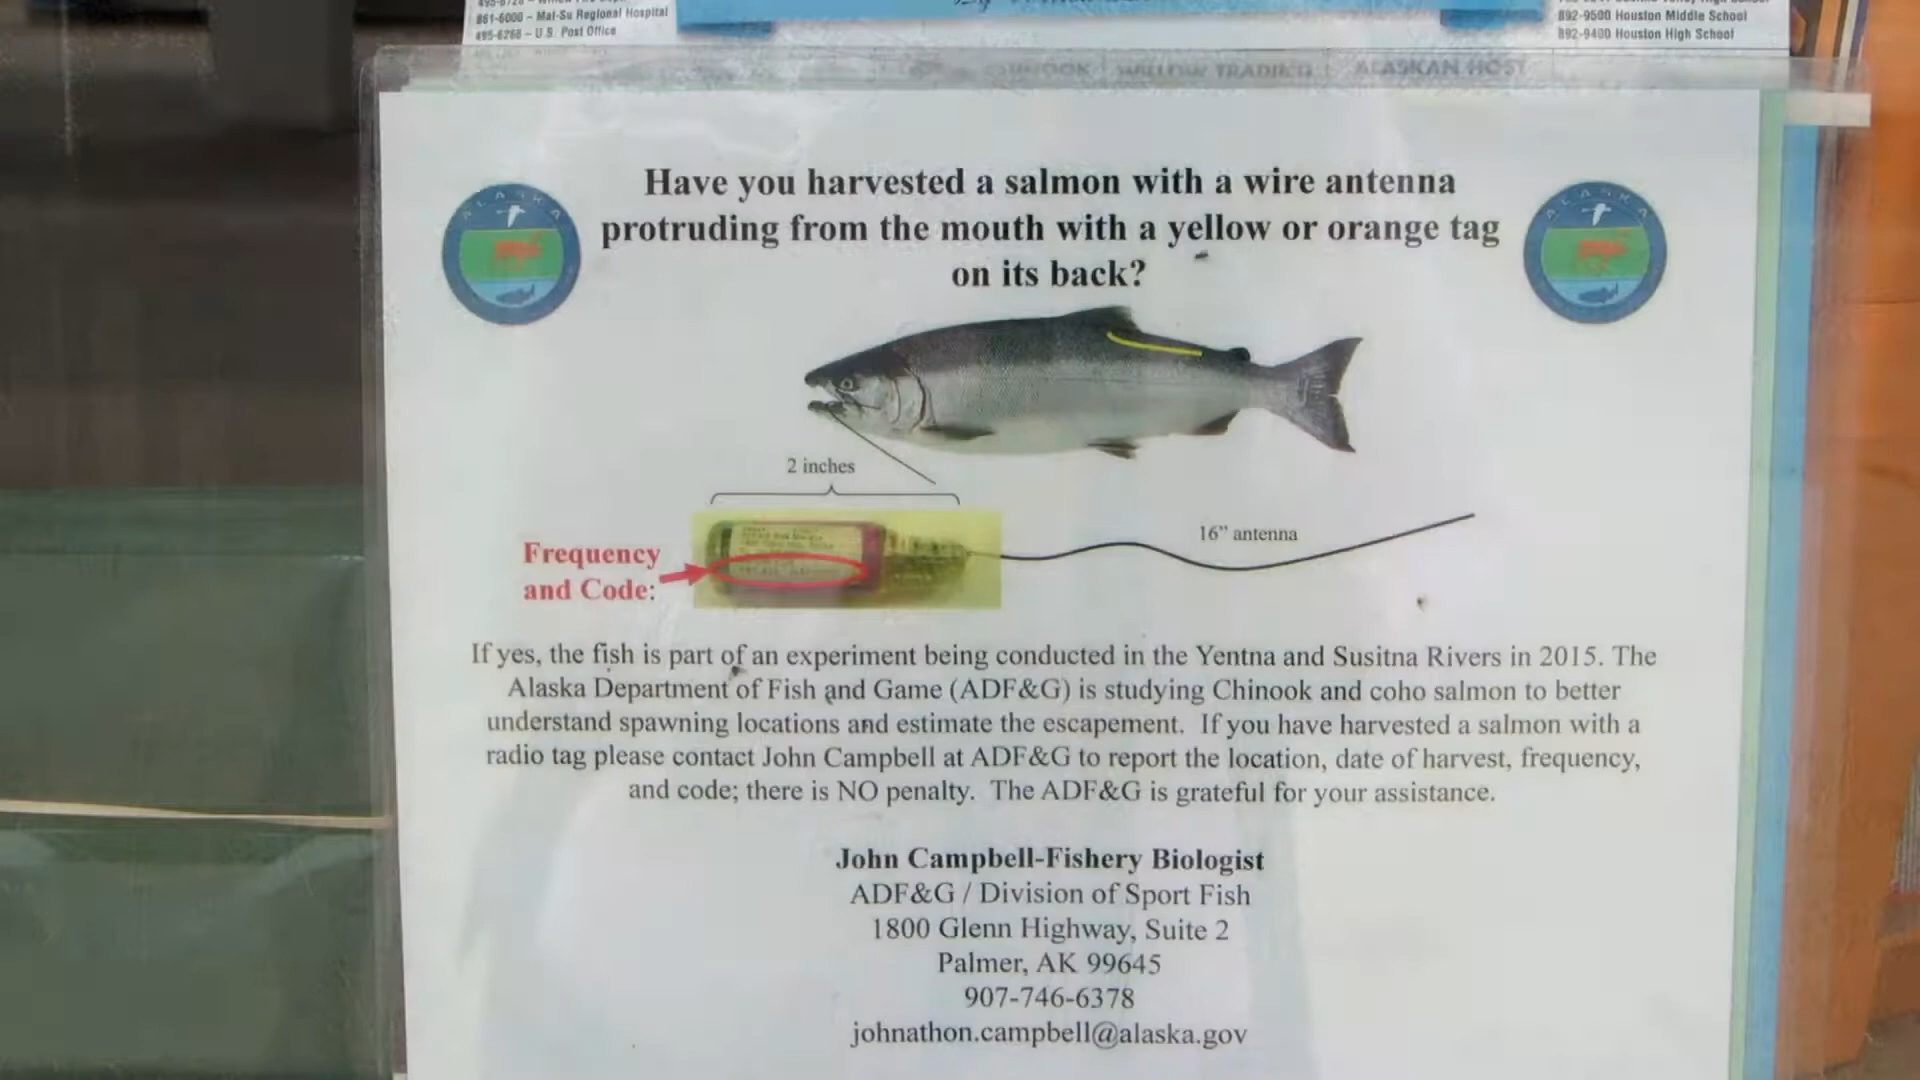 861-6000 – Mat-Su Regional Hospital
495-6266 – U.S. Post Office
892-9500 Houston Middle School
892-9400 Houston High School
WILLOW TRADING
ALASKAN HOST
Have you harvested a salmon with a wire antenna
protruding from the mouth with a yellow or orange tag
on its back?
ALASKA
ALASKA
2 inches
16” antenna
Frequency
and Code:
If yes, the fish is part of an experiment being conducted in the Yentna and Susitna Rivers in 2015. The
Alaska Department of Fish and Game (ADF&G) is studying Chinook and coho salmon to better
understand spawning locations and estimate the escapement. If you have harvested a salmon with a
radio tag please contact John Campbell at ADF&G to report the location, date of harvest, frequency,
and code; there is NO penalty. The ADF&G is grateful for your assistance.
John Campbell-Fishery Biologist
ADF&G / Division of Sport Fish
1800 Glenn Highway, Suite 2
Palmer, AK 99645
907-746-6378
johnathon.campbell@alaska.gov